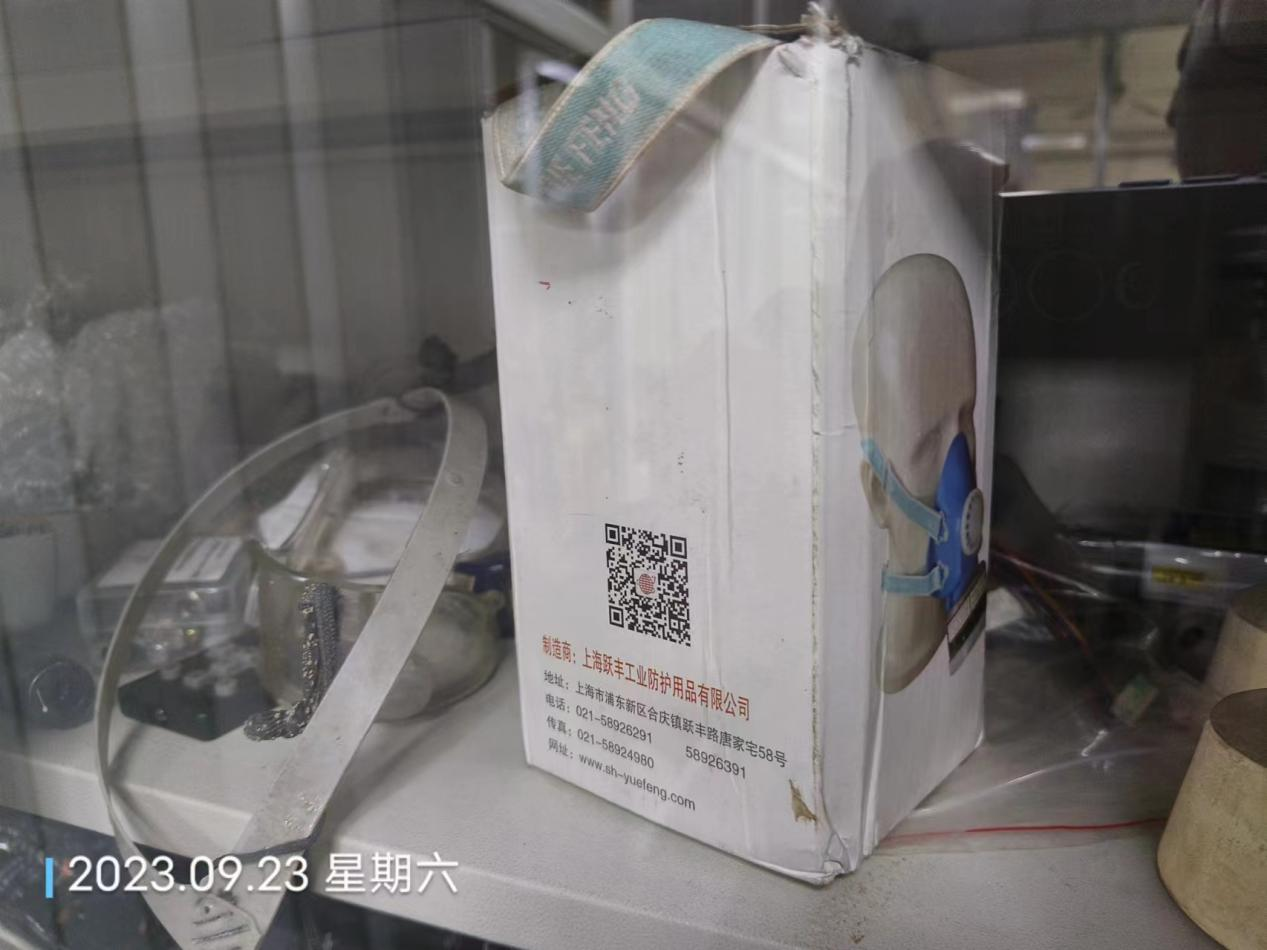 FENG
制造商：上海跃丰工业防护用品有限公司
地址：上海市浦东新区合庆镇跃丰路唐家宅58号
电话：021-58926291 58926391
传真：021-58924980
网址：www.sh-yuefeng.com
2023.09.23 星期六